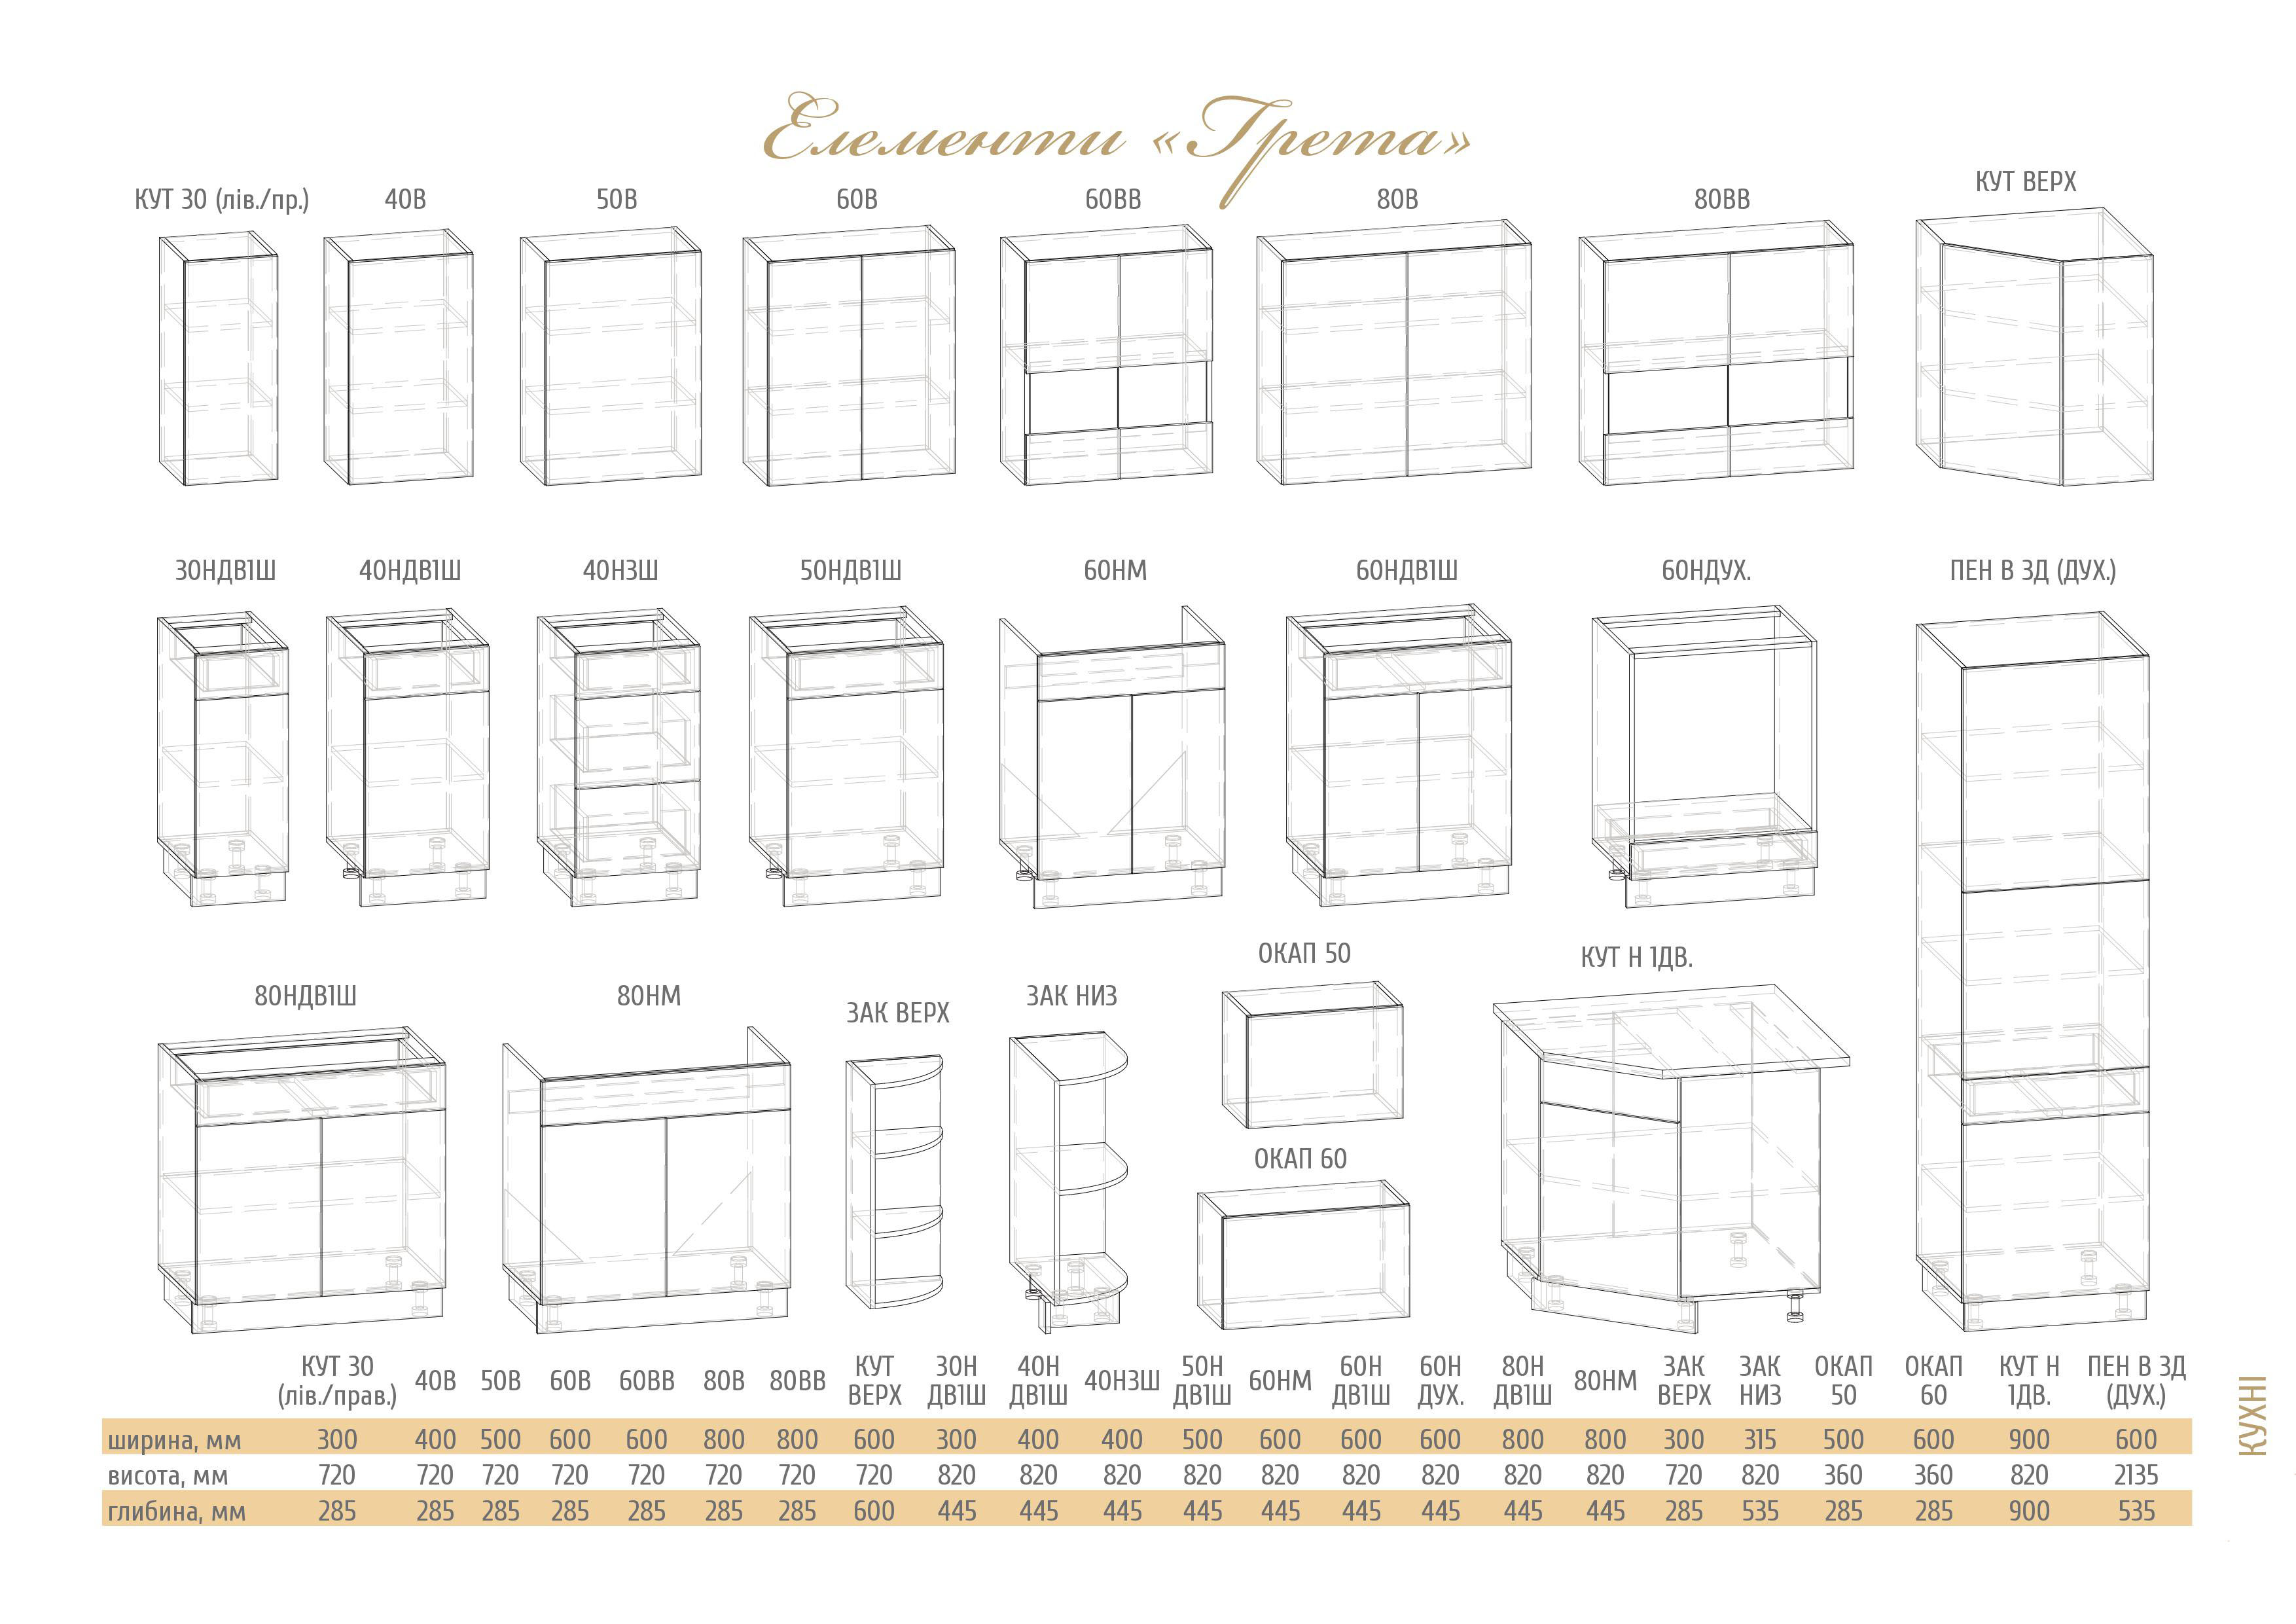 Елементи «Грета»
КУТ 30 (лів./пр.) 40В 50В 60В 60ВВ 80В 80ВВ КУТ ВЕРХ
30НДВ1Ш 40НДВ1Ш 40Н3Ш 50НДВ1Ш 60НМ 60НДВ1Ш 60НДУХ. ПЕН В 3Д (ДУХ.)
ОКАП 50 КУТ Н 1ДВ.
80НДВ1Ш 80НМ ЗАК ВЕРХ ЗАК НИЗ
ОКАП 60
КУТ 30 (лів./прав.) 40В 50В 60В 60ВВ 80В 80ВВ КУТ ВЕРХ 30Н ДВ1Ш 40Н ДВ1Ш 40Н3Ш 50Н ДВ1Ш 60НМ 60Н ДВ1Ш 60Н ДУХ. 80Н ДВ1Ш 80НМ ЗАК ВЕРХ ЗАК НИЗ ОКАП 50 ОКАП 60 КУТ Н 1ДВ. ПЕН В 3Д (ДУХ.)
ширина, мм 300 400 500 600 600 800 800 600 300 400 400 500 600 600 600 800 800 300 315 500 600 900 600
висота, мм 720 720 720 720 720 720 720 720 820 820 820 820 820 820 820 820 820 720 820 360 360 820 2135
глибина, мм 285 285 285 285 285 285 285 600 445 445 445 445 445 445 445 445 445 285 535 285 285 900 535
КУХНІ